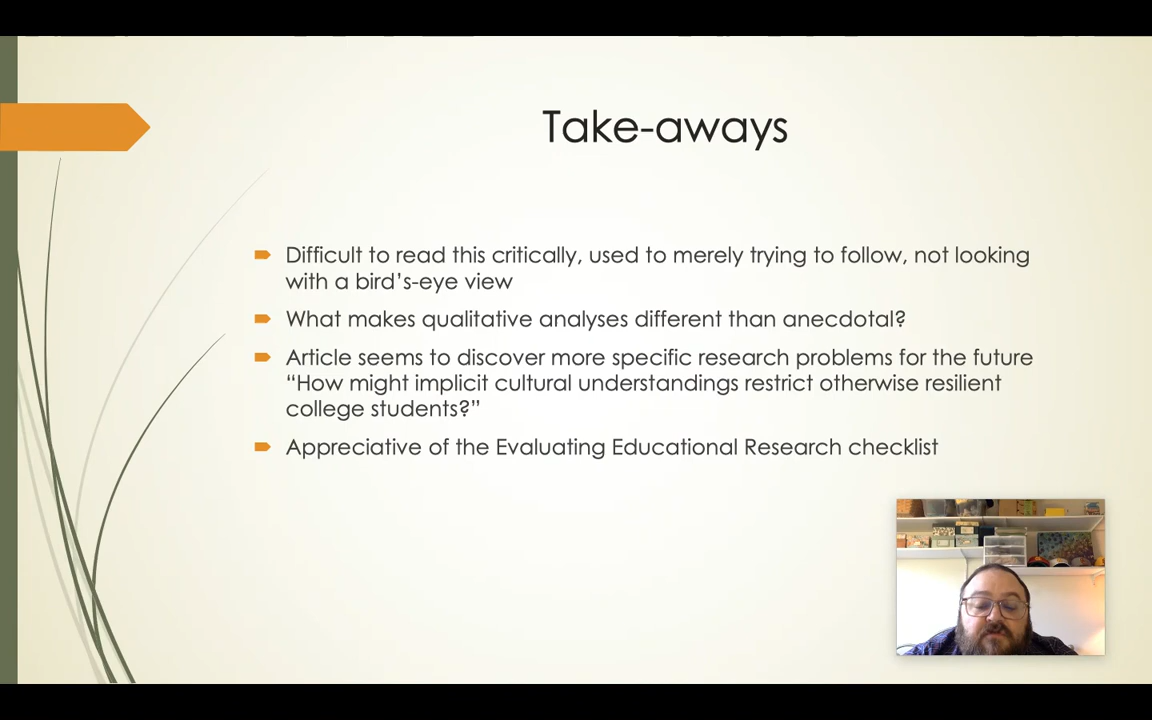 Take-aways
Difficult to read this critically, used to merely trying to follow, not looking
with a bird’s-eye view
What makes qualitative analyses different than anecdotal?
Article seems to discover more specific research problems for the future
“How might implicit cultural understandings restrict otherwise resilient
college students?”
Appreciative of the Evaluating Educational Research checklist